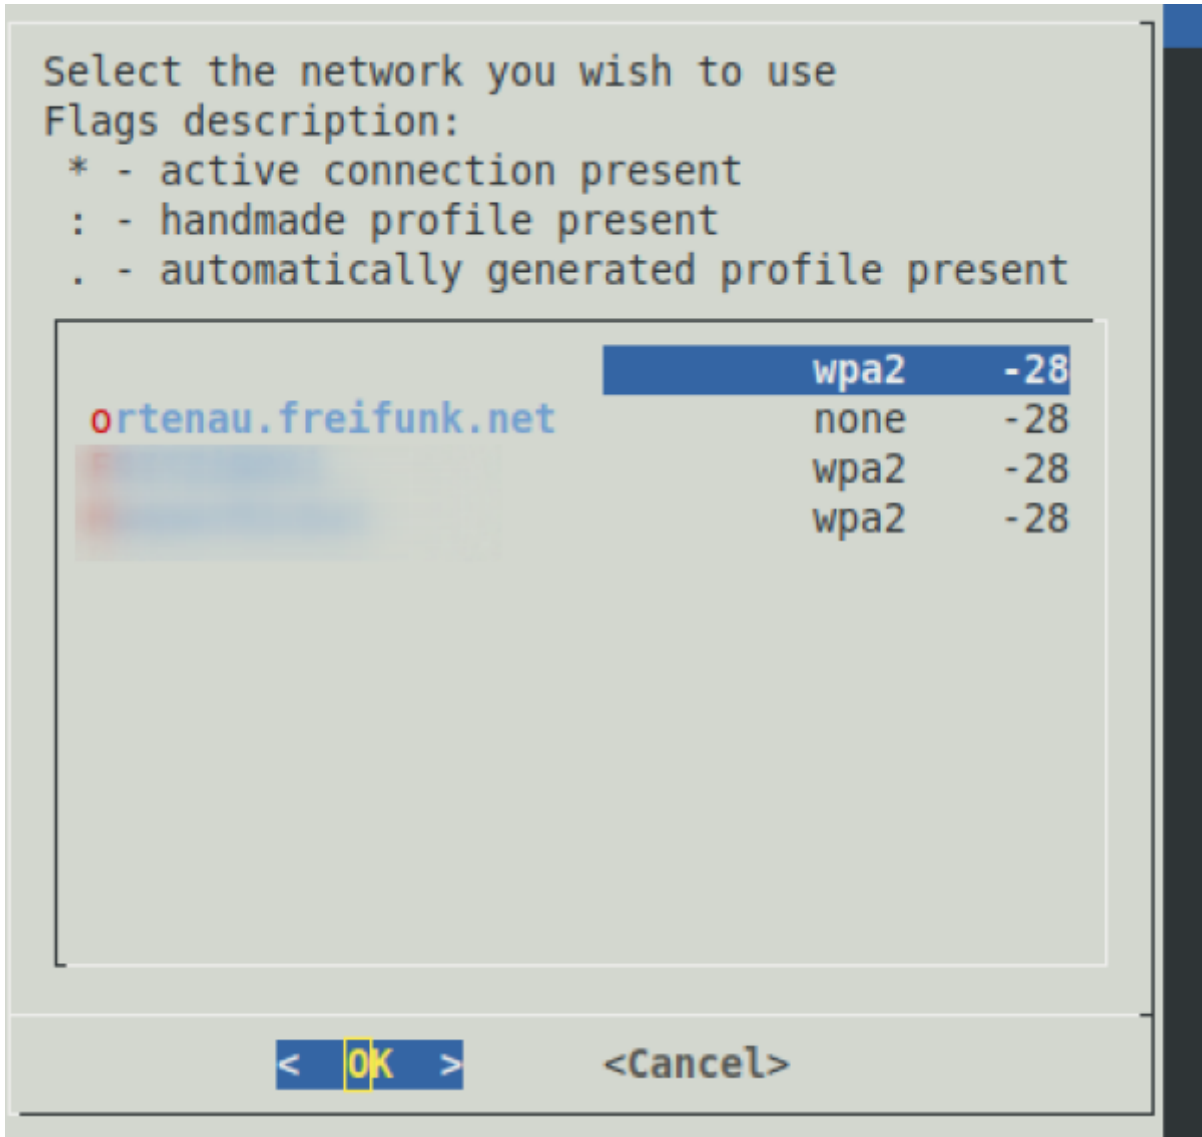 Select the network you wish to use
Flags description:
* - active connection present
: - handmade profile present
. - automatically generated profile present
wpa2 -28
ortenau.freifunk.net none -28
wpa2 -28
wpa2 -28
< OK > <Cancel>